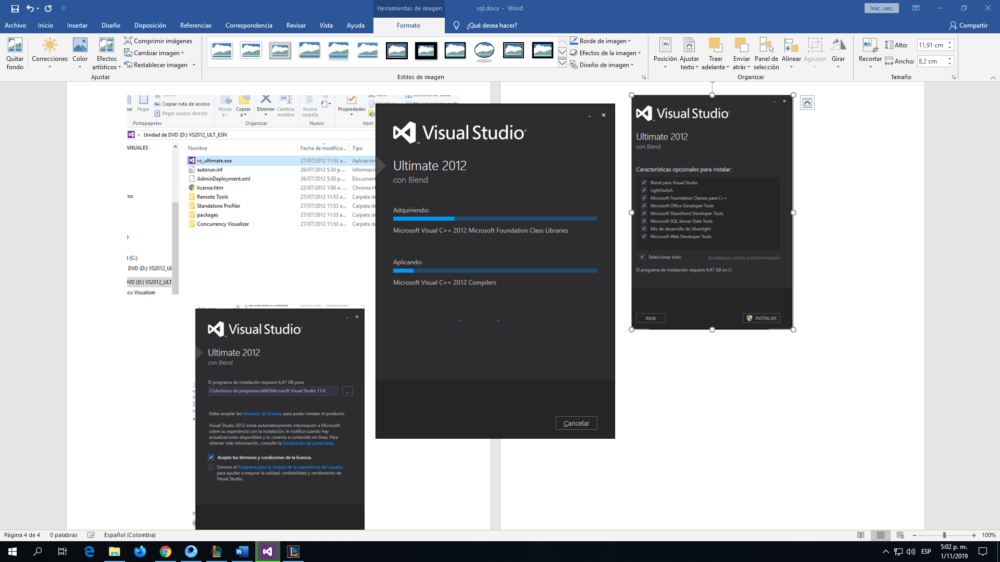 Herramientas de imagen
sql.docx - Word
Inic. ses.
Archivo Inicio Insertar Diseño Disposición Referencias Correspondencia Revisar Vista Ayuda Formato ¿Qué desea hacer? Compartir
Quitar fondo
Correcciones
Color
Efectos artísticos
Comprimir imágenes
Cambiar imagen
Restablecer imagen
Ajustar
Estilos de imagen
Borde de imagen
Efectos de la imagen
Diseño de imagen
Posición
Ajustar texto
Traer adelante
Enviar atrás
Panel de selección
Alinear
Agrupar
Girar
Organizar
Recortar
Alto: 11,91 cm
Ancho: 8,2 cm
Tamaño
Pegar
Copiar ruta de acceso
Pegar acceso directo
Portapapeles
Mover a
Copiar a
Eliminar
Cambiar nombre
Organizar
Nueva carpeta
Nuevo
Propiedades
Abrir
Unidad de DVD (D:) VS2012_ULT_ESN
ANUALES
Nombre Fecha de modifica... Tipo
vs_ultimate.exe 27/07/2012 11:53 a... Aplicación
autorun.inf 26/07/2012 5:30 p.... Informaci
AdminDeployment.xml 26/07/2012 5:30 p.... Document
license.htm 22/07/2012 1:00 a. ... Chrome H
Remote Tools 27/07/2012 11:53 a... Carpeta de
Standalone Profiler 27/07/2012 11:53 a... Carpeta de
packages 27/07/2012 11:53 a... Carpeta de
Concurrency Visualizer 27/07/2012 11:53 a... Carpeta de
cos
(C:)
DVD (D:) VS2012_UL
DVD (D:) VS2012_ULT
ncy Visualizer
Visual Studio
Ultimate 2012
con Blend
El programa de instalación requiere 6,47 GB para:
C:\Archivos de programa (x86)\Microsoft Visual Studio 11.0
...
Debe aceptar los términos de licencia para poder instalar el producto.
Visual Studio 2012 envía automáticamente información a Microsoft
sobre su experiencia con la instalación, le notifica cuando hay
actualizaciones disponibles y lo conecta a contenido en línea. Para
obtener más información, consulte la Declaración de privacidad.
Acepto los términos y condiciones de la licencia.
Súmese al Programa para la mejora de la experiencia del usuario
para ayudar a mejorar la calidad, confiabilidad y rendimiento de
Visual Studio.
Visual Studio
Ultimate 2012
con Blend
Adquiriendo:
Microsoft Visual C++ 2012 Microsoft Foundation Class Libraries
Aplicando:
Microsoft Visual C++ 2012 Compilers
Cancelar
Visual Studio
Ultimate 2012
con Blend
Características opcionales para instalar:
Blend para Visual Studio
LightSwitch
Microsoft Foundation Classes para C++
Microsoft Office Developer Tools
Microsoft SharePoint Developer Tools
Microsoft SQL Server Data Tools
Kits de desarrollo de Silverlight
Microsoft Web Developer Tools
Seleccionar todo Restablecer valores predeterminados
El programa de instalación requiere 6,47 GB en C:
Atrás INSTALAR
Página 4 de 4 0 palabras Español (Colombia) 100%
ESP
5:02 p. m.
1/11/2019